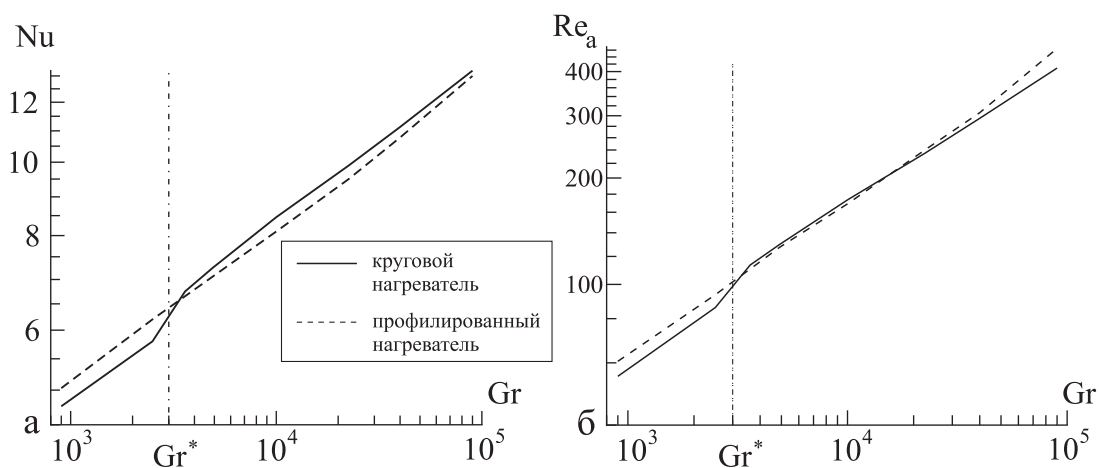 Nu
12
10
8
6
круговой
нагреватель
профилированный
нагреватель
Gr
а
10³
Gr*
10⁴
10⁵
Reₐ
400
300
200
100
Gr
б
10³
Gr*
10⁴
10⁵